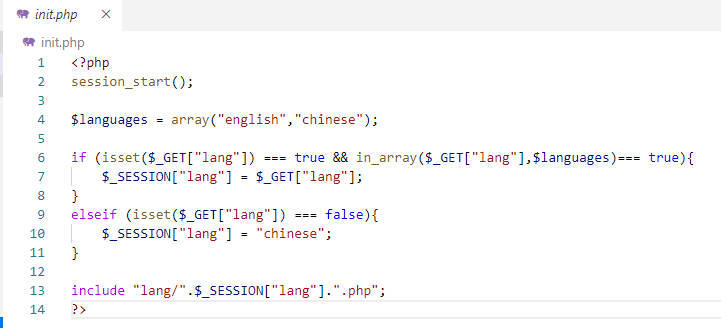 init.php ×
init.php
1 <?php
2 session_start();
3
4 $languages = array("english","chinese");
5
6 if (isset($_GET["lang"]) === true && in_array($_GET["lang"],$languages)=== true){
7     $_SESSION["lang"] = $_GET["lang"];
8 }
9 elseif (isset($_GET["lang"]) === false){
10     $_SESSION["lang"] = "chinese";
11 }
12
13 include "lang/".$_SESSION["lang"].".php";
14 ?>